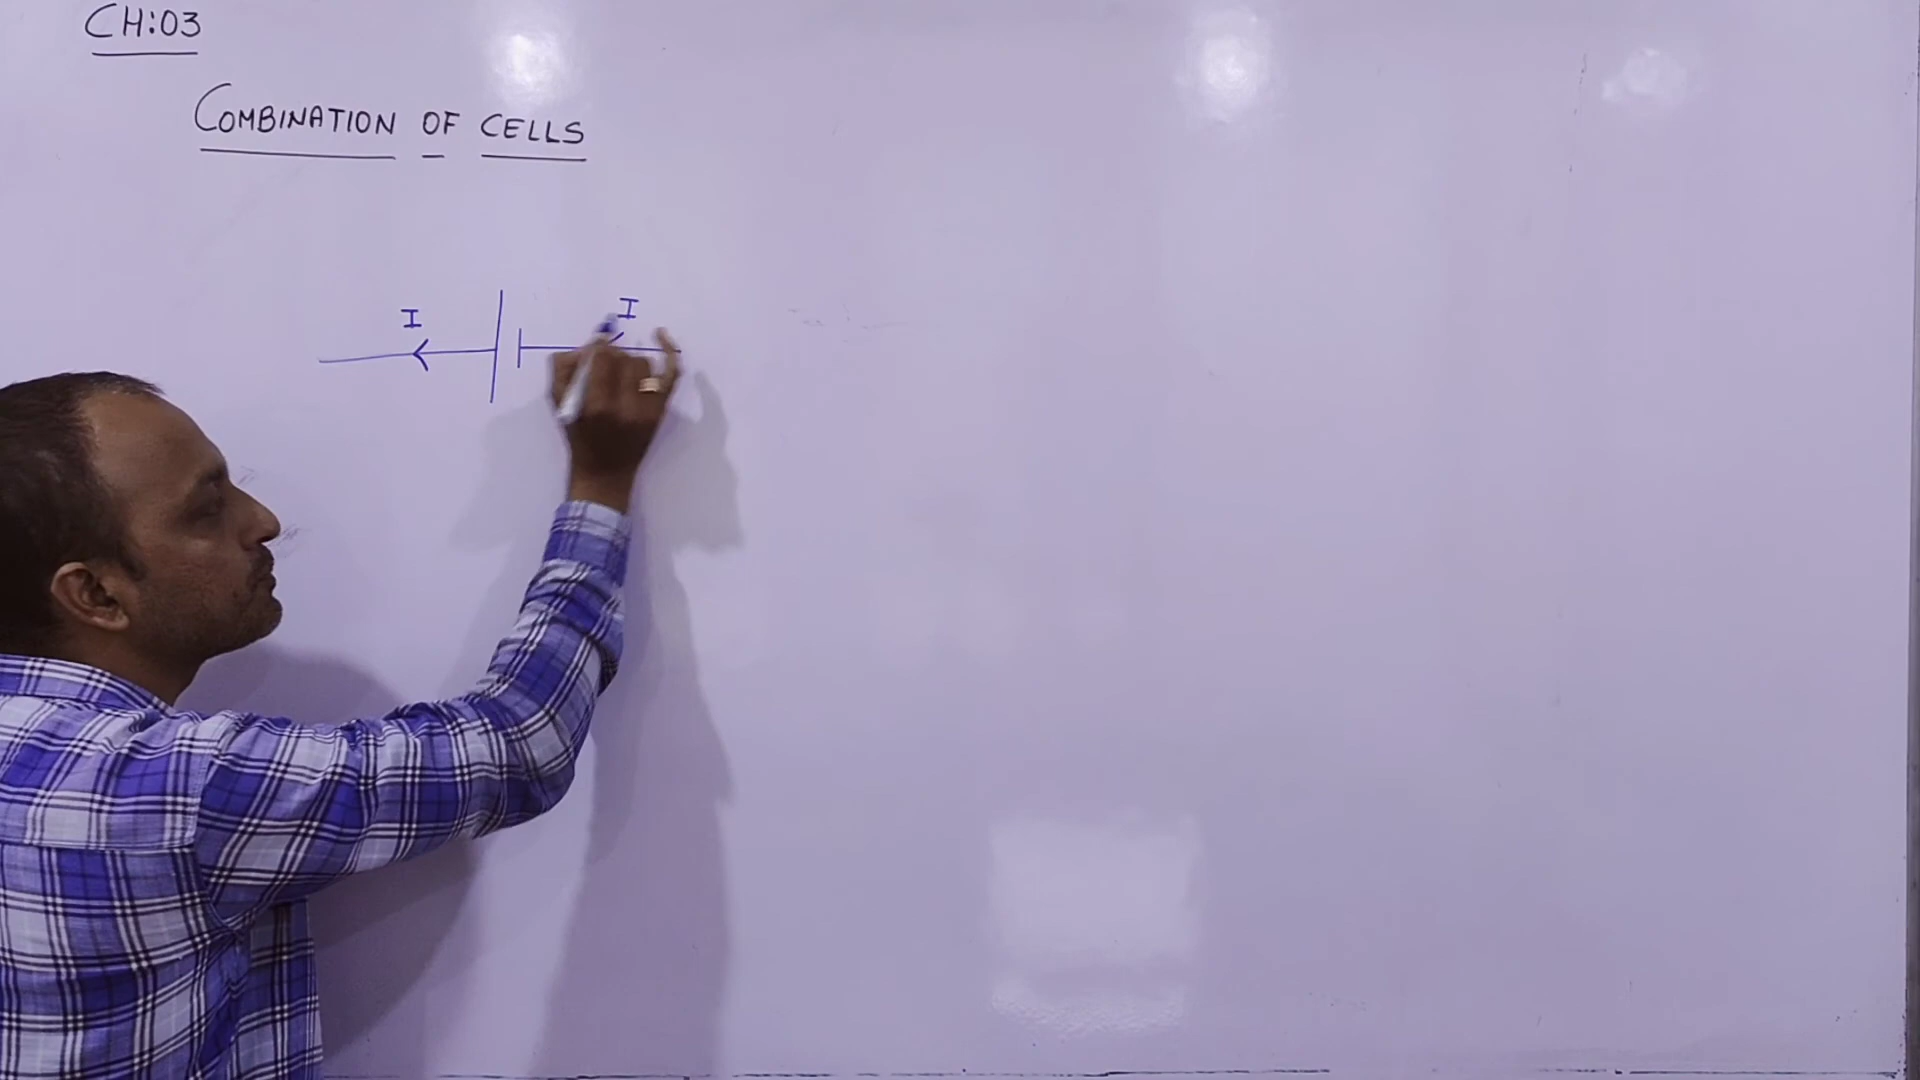 CH:03
COMBINATION OF CELLS
I I